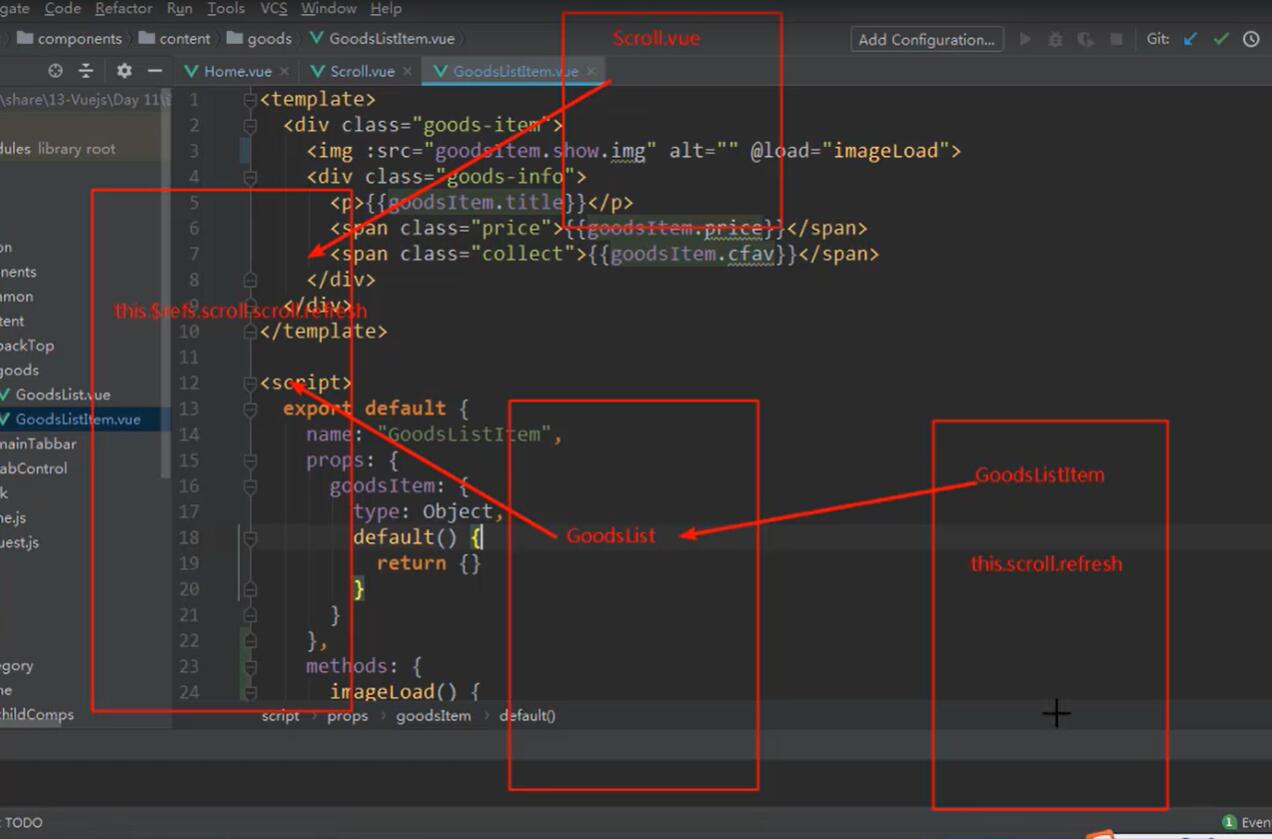 gate Code Refactor Run Tools VCS Window Help
components content goods GoodsListItem.vue Add Configuration... Git:
Home.vue Scroll.vue GoodsListItem.vue
Scroll.vue
\share\13-Vuejs\Day 11\
dules library root
on
nents
mmon
tent
backTop
goods
GoodsList.vue
GoodsListItem.vue
mainTabbar
abControl
k
e.js
uest.js
gory
me
childComps
1 <template>
2 <div class="goods-item">
3 <img :src="goodsItem.show.img" alt="" @load="imageLoad">
4 <div class="goods-info">
5 <p>{{goodsItem.title}}</p>
6 <span class="price">{{goodsItem.price}}</span>
7 <span class="collect">{{goodsItem.cfav}}</span>
8 </div>
9 </div>
this.$refs.scroll.scroll.refresh
10 </template>
11
12 <script>
13 export default {
14 name: "GoodsListItem",
15 props: {
16 goodsItem: {
17 type: Object,
18 default() {
19 return {}
20 }
21 }
22 },
23 methods: {
24 imageLoad() {
GoodsListItem
GoodsList
this.scroll.refresh
script props goodsItem default()
TODO
1 Event